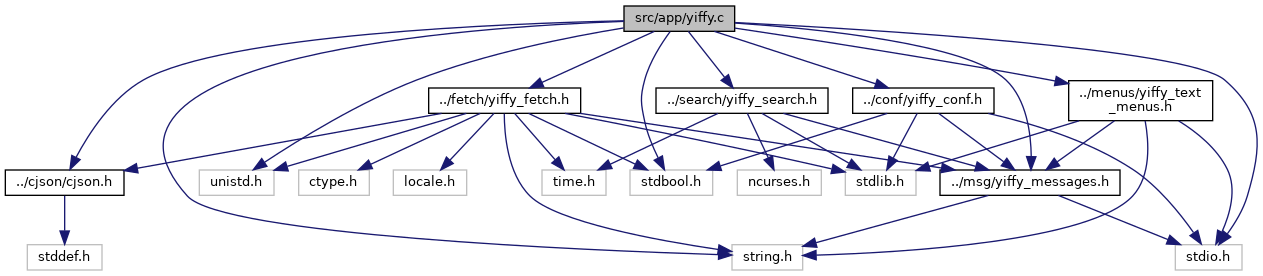 src/app/yiffy.c
../fetch/yiffy_fetch.h
../search/yiffy_search.h
../conf/yiffy_conf.h
../menus/yiffy_text
_menus.h
../cjson/cjson.h
unistd.h
ctype.h
locale.h
time.h
stdbool.h
ncurses.h
stdlib.h
../msg/yiffy_messages.h
stddef.h
string.h
stdio.h